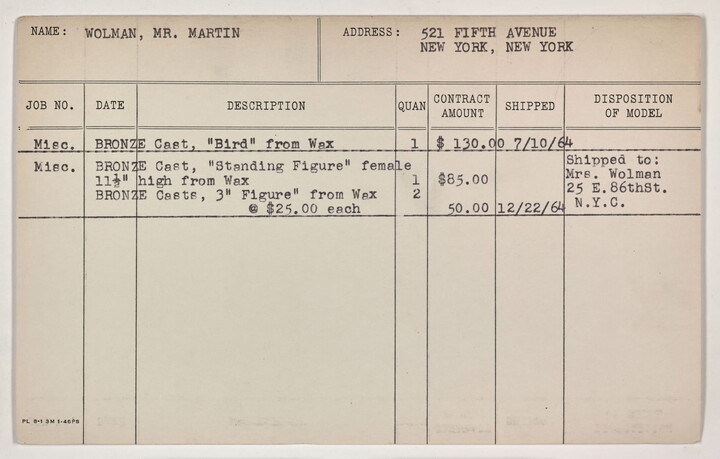 NAME: WOLMAN, MR. MARTIN ADDRESS: 521 FIFTH AVENUE
NEW YORK, NEW YORK
JOB NO. DATE DESCRIPTION QUAN CONTRACT AMOUNT SHIPPED DISPOSITION OF MODEL
Misc. BRONZE Cast, "Bird" from Wax 1 $ 130.00 7/10/64
Misc. BRONZE Cast, "Standing Figure" female Shipped to:
11½" high from Wax 1 $85.00 Mrs. Wolman
BRONZE Casts, 3" Figure" from Wax 2 25 E.86thSt.
@ $25.00 each 50.00 12/22/64 N.Y.C.
PL 8-1 5M 1-46PS